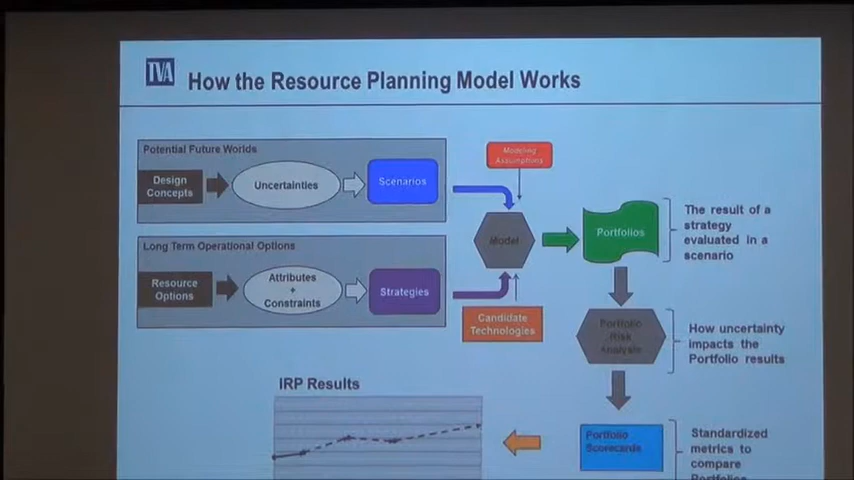 TVA
How the Resource Planning Model Works
Potential Future Worlds
Design
Concepts
Uncertainties
Scenarios
Modeling
Assumptions
Long Term Operational Options
Resource
Options
Attributes
+
Constraints
Strategies
Model
Candidate
Technologies
Portfolios
The result of a
strategy
evaluated in a
scenario
Portfolio
Risk
Analysis
How uncertainty
impacts the
Portfolio results
IRP Results
Portfolio
Scorecards
Standardized
metrics to
compare
Portfolios